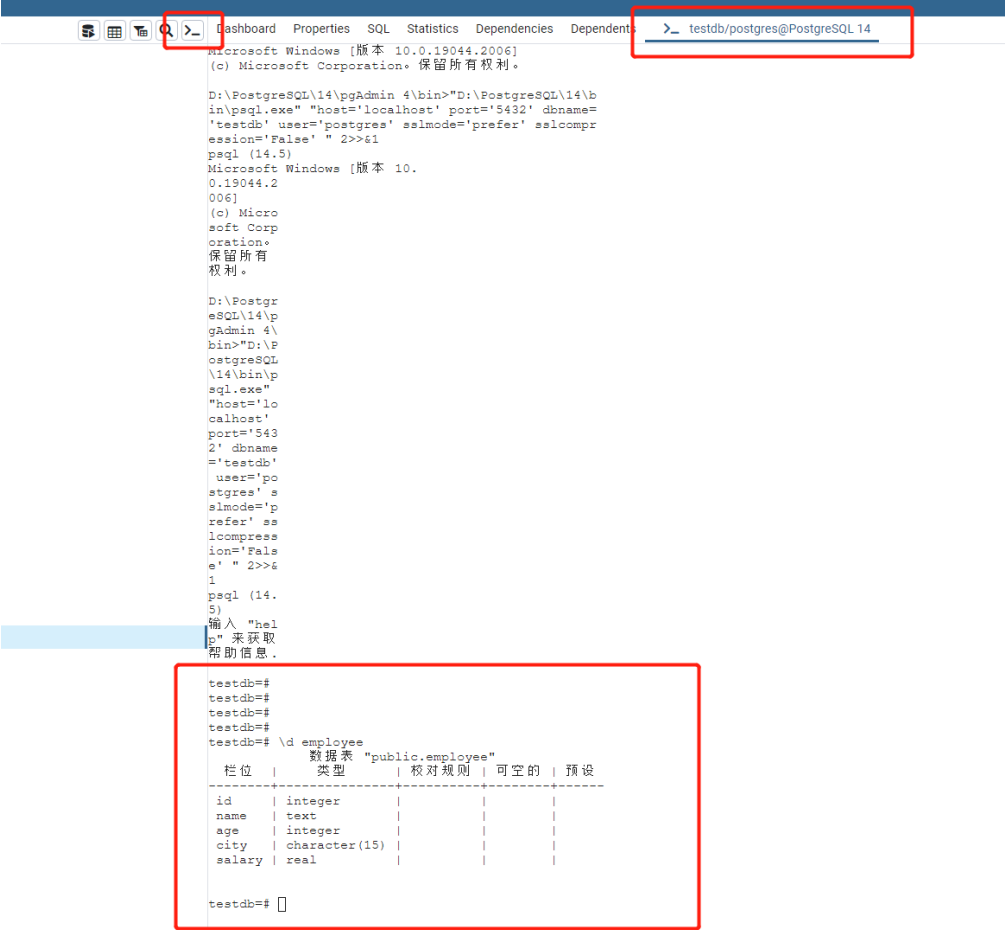 Dashboard Properties SQL Statistics Dependencies Dependents >_ testdb/postgres@PostgreSQL 14
Microsoft Windows [版本 10.0.19044.2006]
(c) Microsoft Corporation。保留所有权利。
D:\PostgreSQL\14\pgAdmin 4\bin>"D:\PostgreSQL\14\b
in\psql.exe" "host='localhost' port='5432' dbname=
'testdb' user='postgres' sslmode='prefer' sslcompr
ession='False' " 2>>&1
psql (14.5)
Microsoft Windows [版本 10.
0.19044.2
006]
(c) Micro
soft Corp
oration。
保留所有
权利。
D:\Postgr
eSQL\14\p
gAdmin 4\
bin>"D:\P
ostgreSQL
\14\bin\p
sql.exe"
"host='lo
calhost'
port='543
2' dbname
='testdb'
user='po
stgres' s
slmode='p
refer' ss
lcompress
ion='Fals
e' " 2>>&
1
psql (14.
5)
输入 "hel
p" 来获取
帮助信息.
testdb=#
testdb=#
testdb=#
testdb=#
testdb=# \d employee
数据表 "public.employee"
栏位 | 类型 | 校对规则 | 可空的 | 预设
--------+---------------+----------+--------+------
id | integer | | |
name | text | | |
age | integer | | |
city | character(15) | | |
salary | real | | |
testdb=#